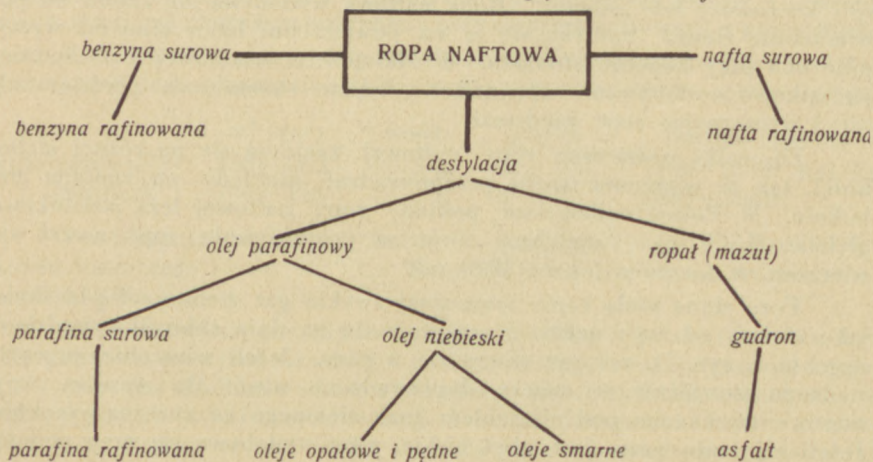 benzyna surowa ROPA NAFTOWA nafta surowa
benzyna rafinowana nafta rafinowana
destylacja
olej parafinowy ropał (mazut)
parafina surowa olej niebieski gudron
parafina rafinowana oleje opałowe i pędne oleje smarne asfalt